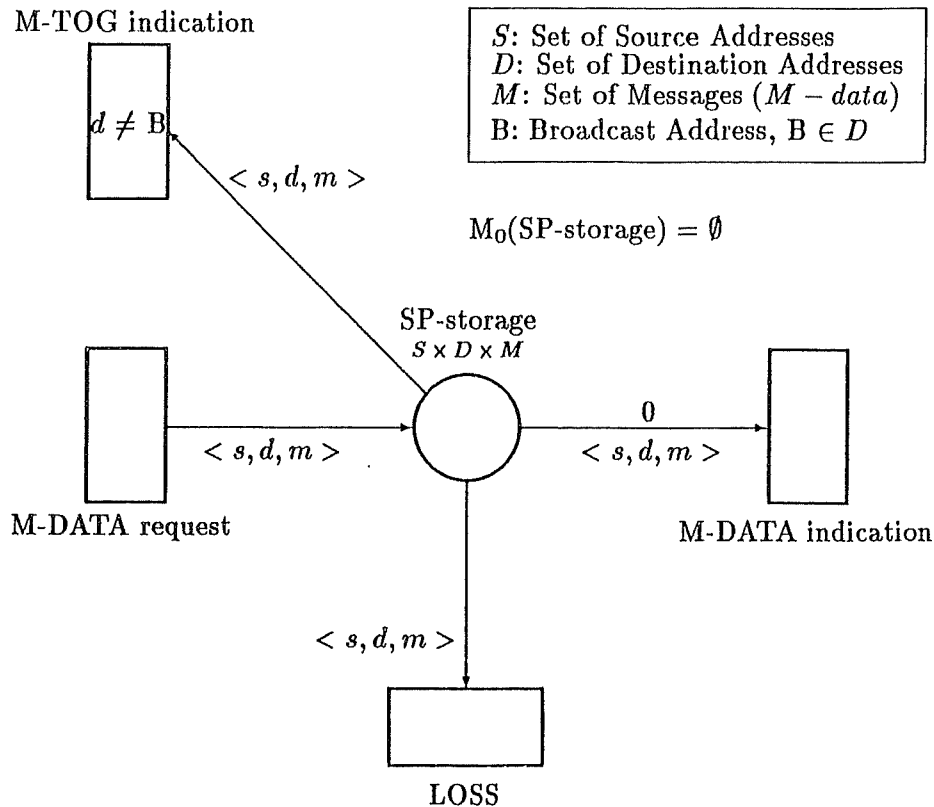 M-TOG indication
d ≠ B
S: Set of Source Addresses
D: Set of Destination Addresses
M: Set of Messages (M − data)
B: Broadcast Address, B ∈ D
< s, d, m >
M₀(SP-storage) = ∅
SP-storage
S × D × M
0
< s, d, m >
< s, d, m >
M-DATA request
M-DATA indication
< s, d, m >
LOSS